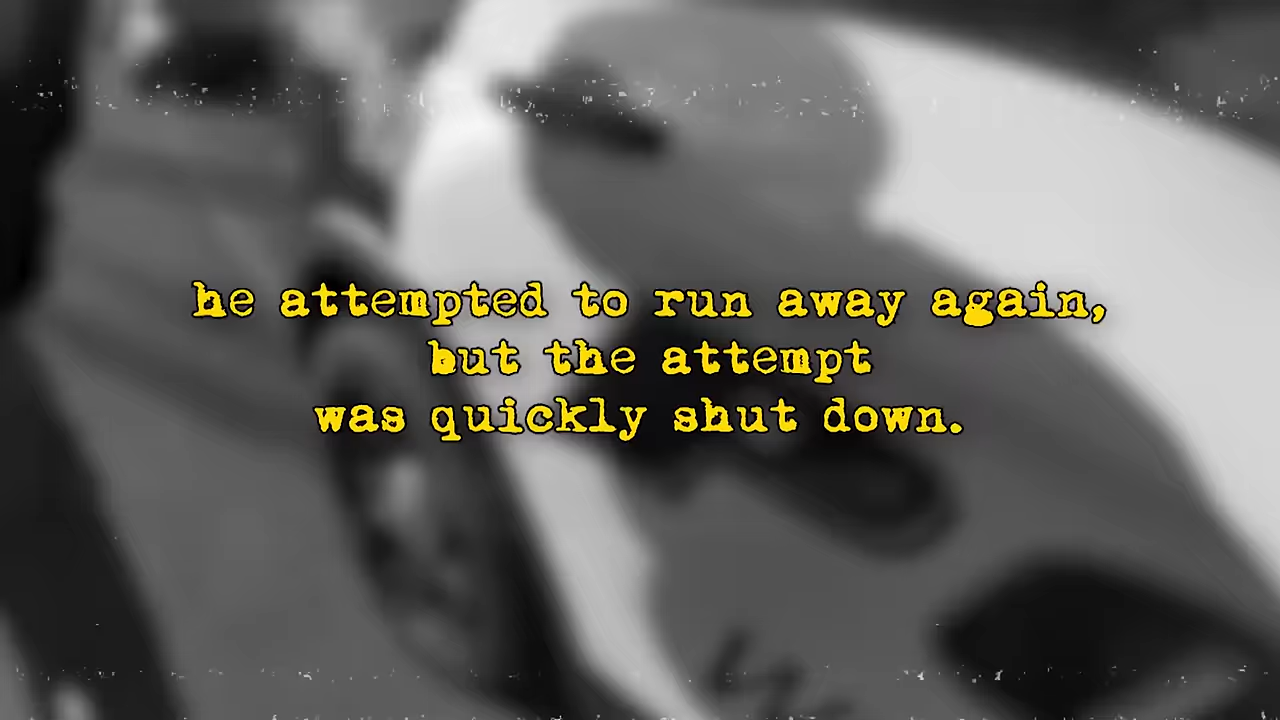 he attempted to run away again,
but the attempt
was quickly shut down.